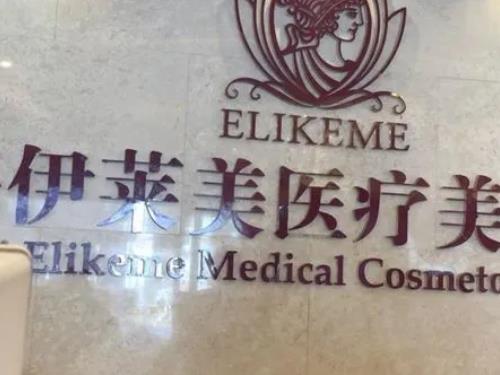 ELIKEME
伊莱美医疗美
Elikeme Medical Cosmeto